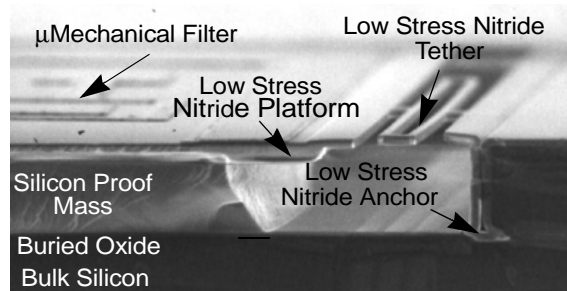 μMechanical Filter
Low Stress Nitride
Tether
Low Stress
Nitride Platform
Low Stress
Nitride Anchor
Silicon Proof
Mass
Buried Oxide
Bulk Silicon